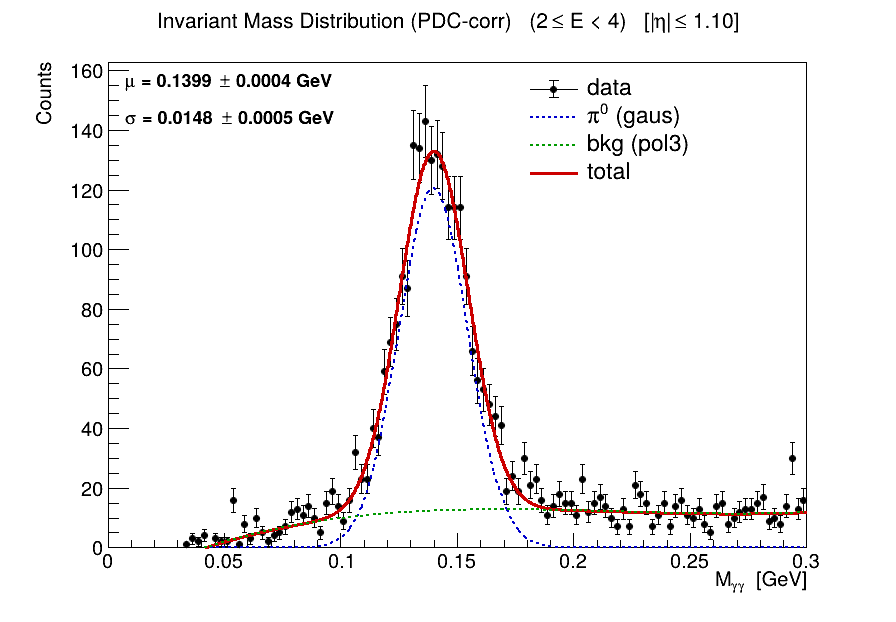 Invariant Mass Distribution (PDC-corr) (2 ≤ E < 4) [|η| ≤ 1.10]
Counts
μ = 0.1399 ± 0.0004 GeV
σ = 0.0148 ± 0.0005 GeV
data
π⁰ (gaus)
bkg (pol3)
total
160
140
120
100
80
60
40
20
0
0 0.05 0.1 0.15 0.2 0.25 0.3
Mγγ [GeV]